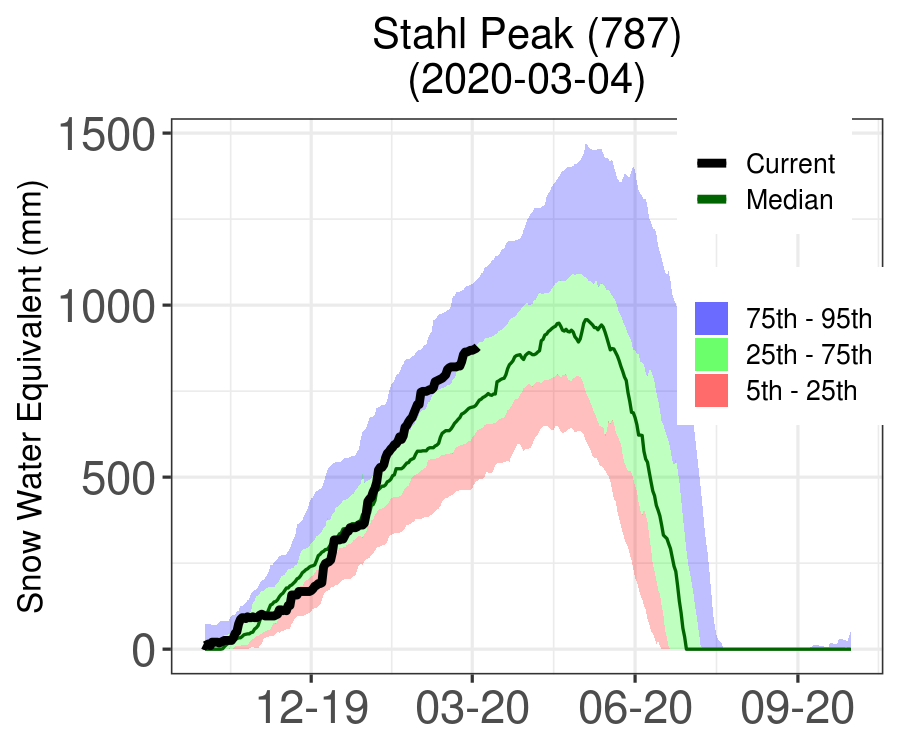 Stahl Peak (787)
(2020-03-04)
Snow Water Equivalent (mm)
1500
1000
500
0
12-19
03-20
06-20
09-20
Current
Median
75th - 95th
25th - 75th
5th - 25th